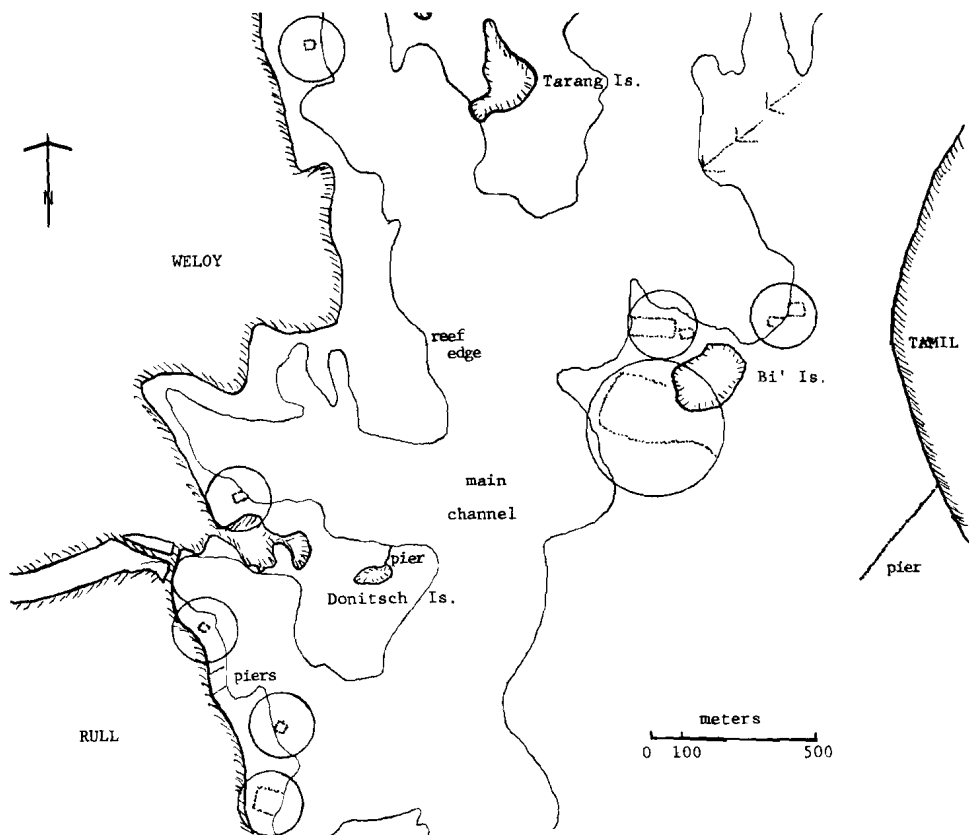 Tarang Is.
N
WELOY
reef
edge
TAMIL
Bi' Is.
main
channel
pier
pier
Donitsch Is.
piers
meters
RULL
0 100 500